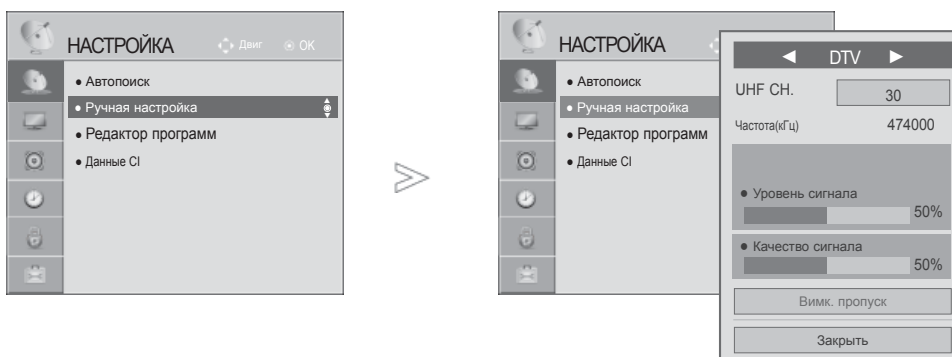 НАСТРОЙКА
Двиг
OK
● Автопоиск
● Ручная настройка
● Редактор программ
● Данные CI
НАСТРОЙКА
● Автопоиск
● Ручная настройка
● Редактор программ
● Данные CI
◀ DTV ▶
UHF CH. 30
Частота(кГц) 474000
● Уровень сигнала
50%
● Качество сигнала
50%
Вимк. пропуск
Закрыть